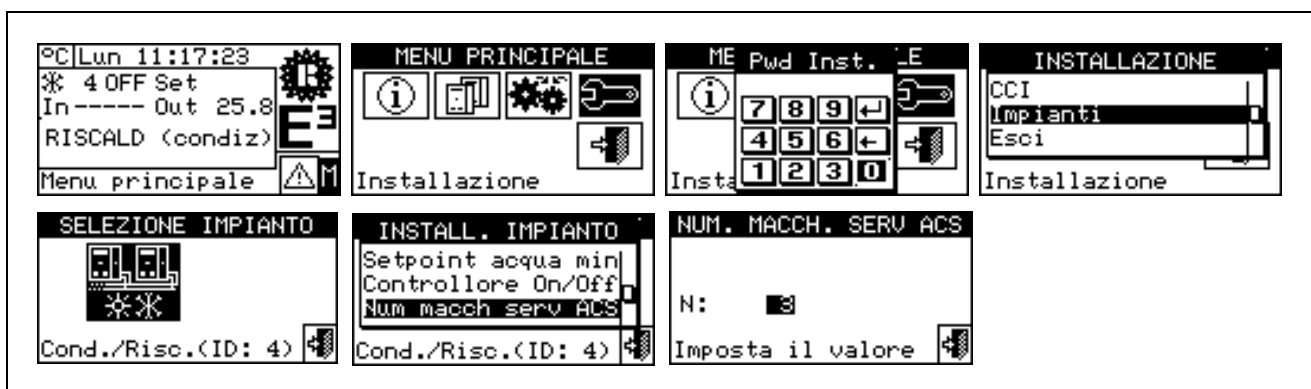 °C Lun 11:17:23
4 OFF Set
In ----- Out 25.8
RISCALD (condiz)
E³
Menu principale M
MENU PRINCIPALE
i
Installazione
ME LE
Pwd Inst.
i
7 8 9 ↵
4 5 6 ←
1 2 3 0
Insta
INSTALLAZIONE
CCI
Impianti
Esci
Installazione
SELEZIONE IMPIANTO
Cond./Risc.(ID: 4)
INSTALL. IMPIANTO
Setpoint acqua min
Controllore On/Off
Num macch serv ACS
Cond./Risc.(ID: 4)
NUM. MACCH. SERV ACS
N: 3
Imposta il valore